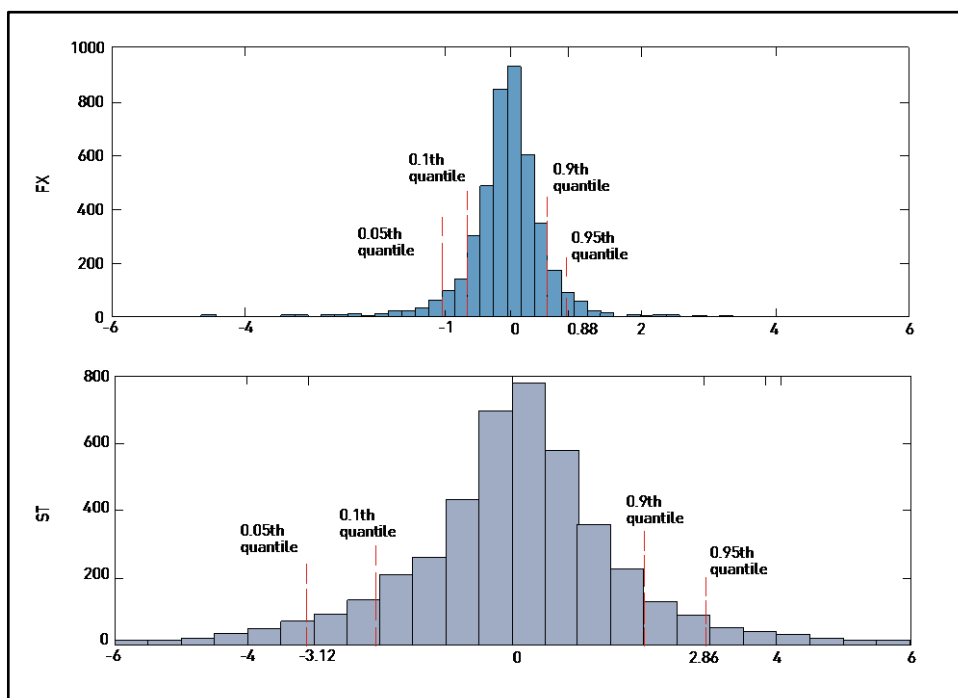 1000
800
600
400
200
0
FX
0.1th
quantile
0.05th
quantile
0.9th
quantile
0.95th
quantile
-6
-4
-1
0
0.88
2
4
6
800
600
400
200
0
ST
0.05th
quantile
0.1th
quantile
0.9th
quantile
0.95th
quantile
-6
-4
-3.12
0
2.86
4
6